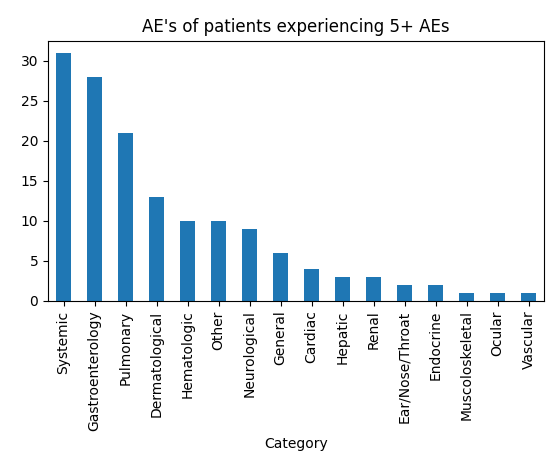 AE's of patients experiencing 5+ AEs
30
25
20
15
10
5
0
Systemic
Gastroenterology
Pulmonary
Dermatological
Hematologic
Other
Neurological
General
Cardiac
Hepatic
Renal
Ear/Nose/Throat
Endocrine
Muscoloskeletal
Ocular
Vascular
Category